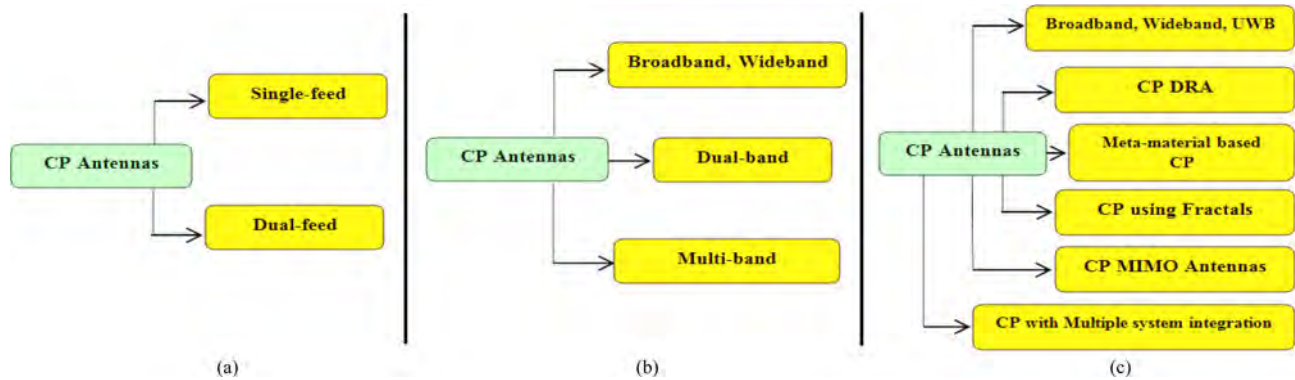 Single-feed
CP Antennas
Dual-feed
(a)
Broadband, Wideband
CP Antennas
Dual-band
Multi-band
(b)
Broadband, Wideband, UWB
CP DRA
CP Antennas
Meta-material based
CP
CP using Fractals
CP MIMO Antennas
CP with Multiple system integration
(c)